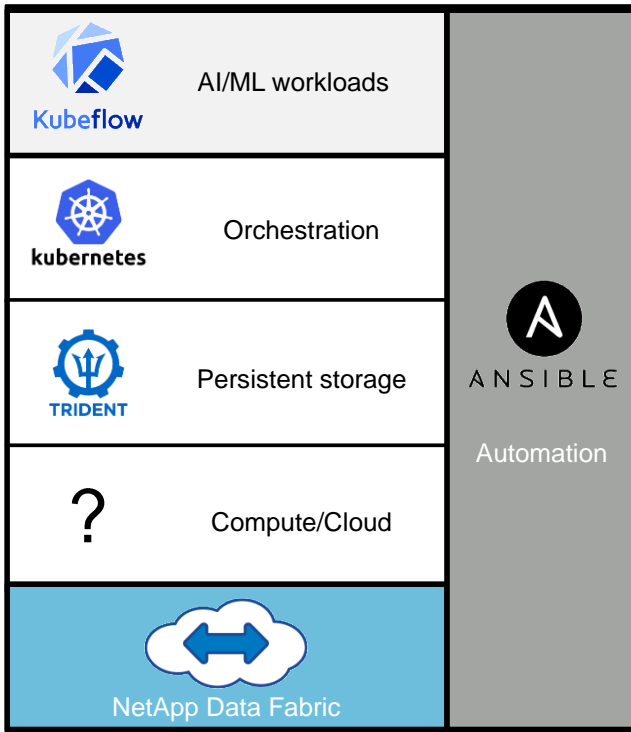 Kubeflow
AI/ML workloads
kubernetes
Orchestration
TRIDENT
Persistent storage
?
Compute/Cloud
NetApp Data Fabric
A
ANSIBLE
Automation